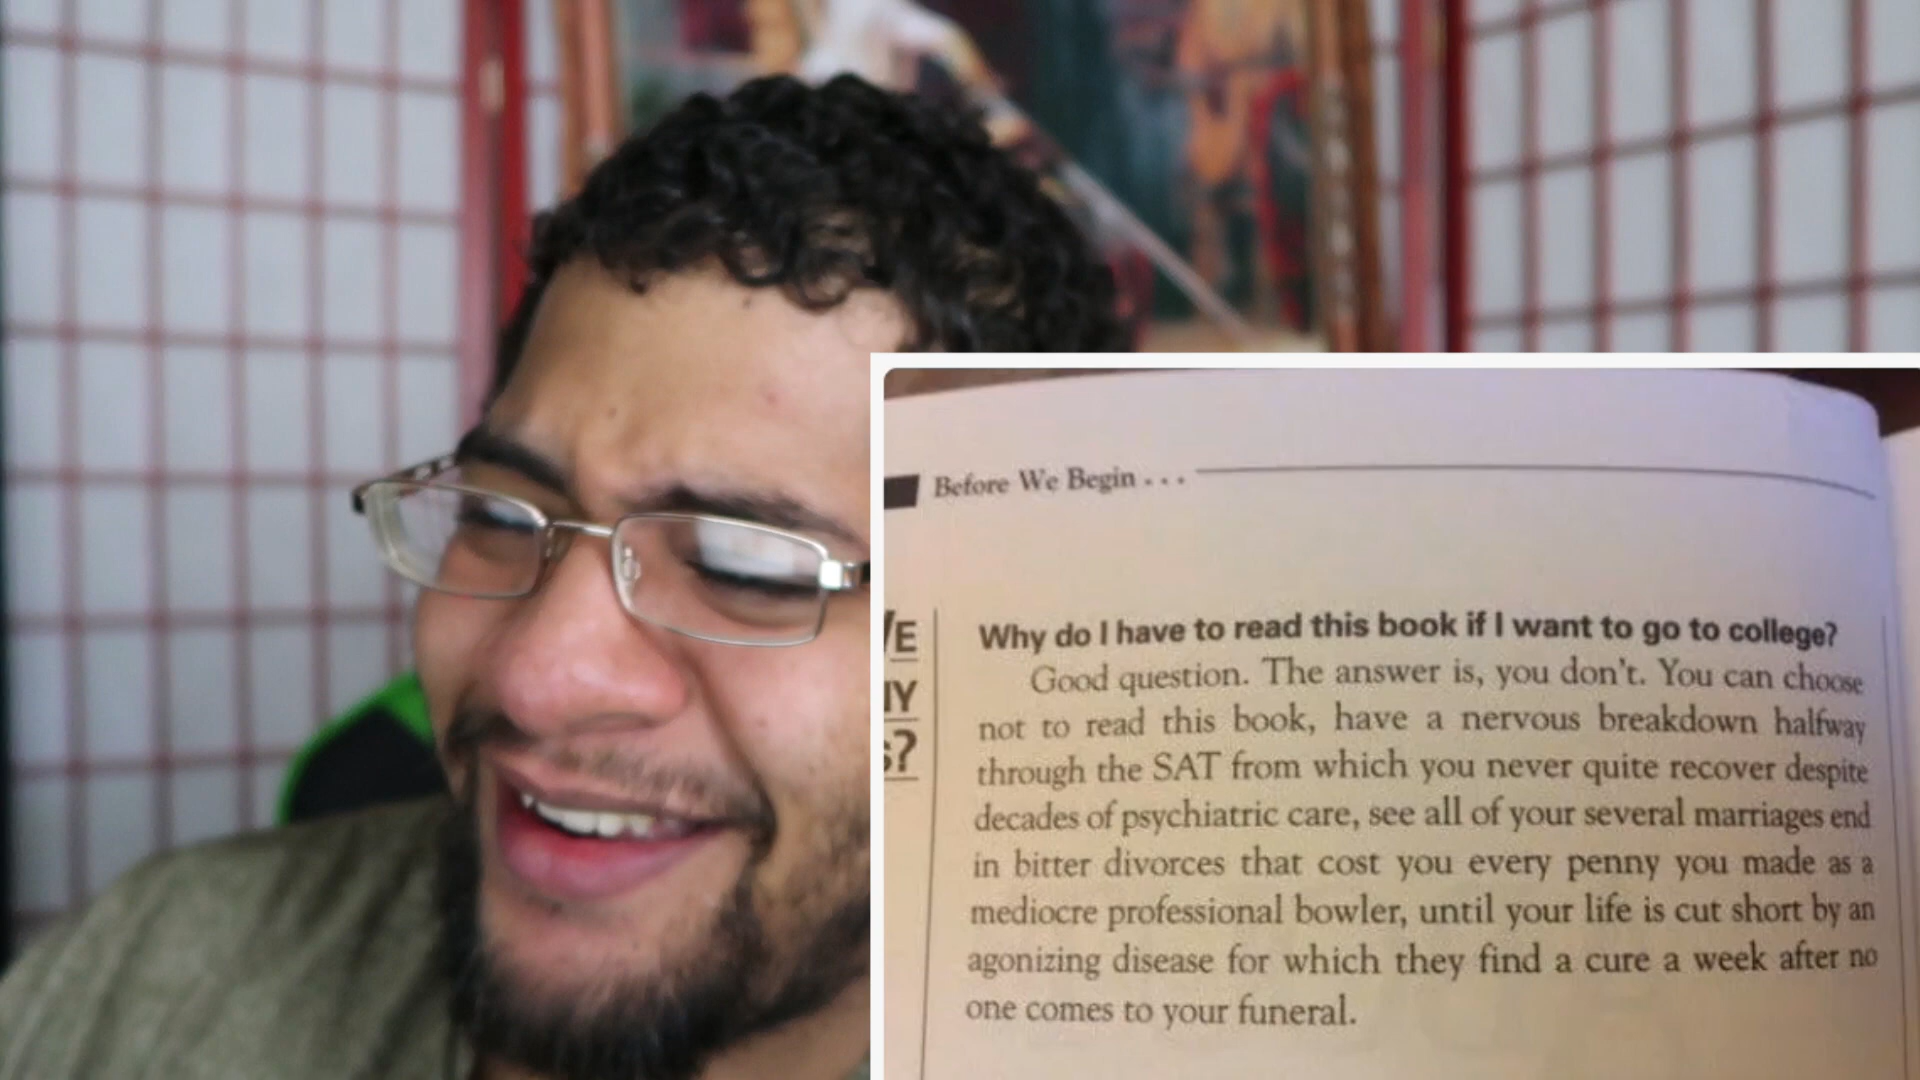 Before We Begin . . .
VE
NY
s?
Why do I have to read this book if I want to go to college?
Good question. The answer is, you don't. You can choose
not to read this book, have a nervous breakdown halfway
through the SAT from which you never quite recover despite
decades of psychiatric care, see all of your several marriages end
in bitter divorces that cost you every penny you made as a
mediocre professional bowler, until your life is cut short by an
agonizing disease for which they find a cure a week after no
one comes to your funeral.